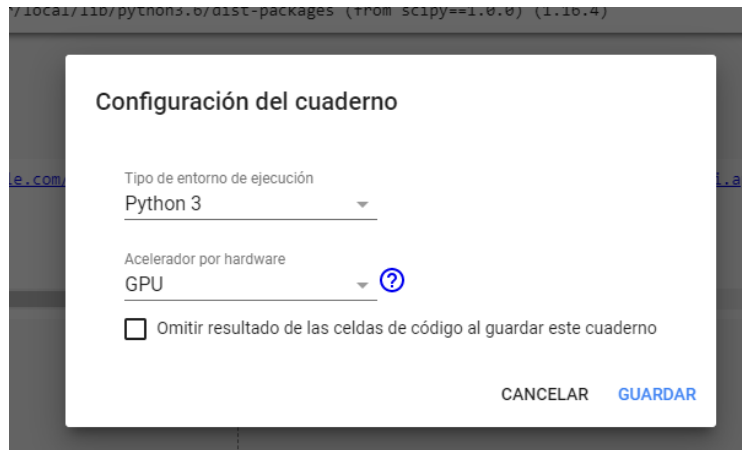 /local/lib/python3.6/dist-packages (from scipy==1.0.0) (1.16.4)
Configuración del cuaderno
le.com/
i.a
Tipo de entorno de ejecución
Python 3
Acelerador por hardware
GPU
?
Omitir resultado de las celdas de código al guardar este cuaderno
CANCELAR GUARDAR